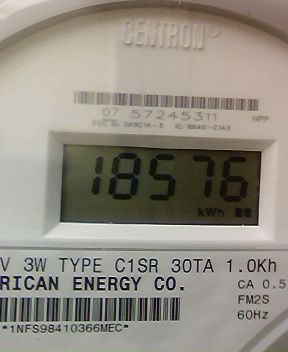 CENTRON®
07 57245311 NPP
18576
kWh
V 3W TYPE C1SR 30TA 1.0Kh
RICAN ENERGY CO. CA 0.5
FM2S
*1NFS98410366MEC* 60Hz